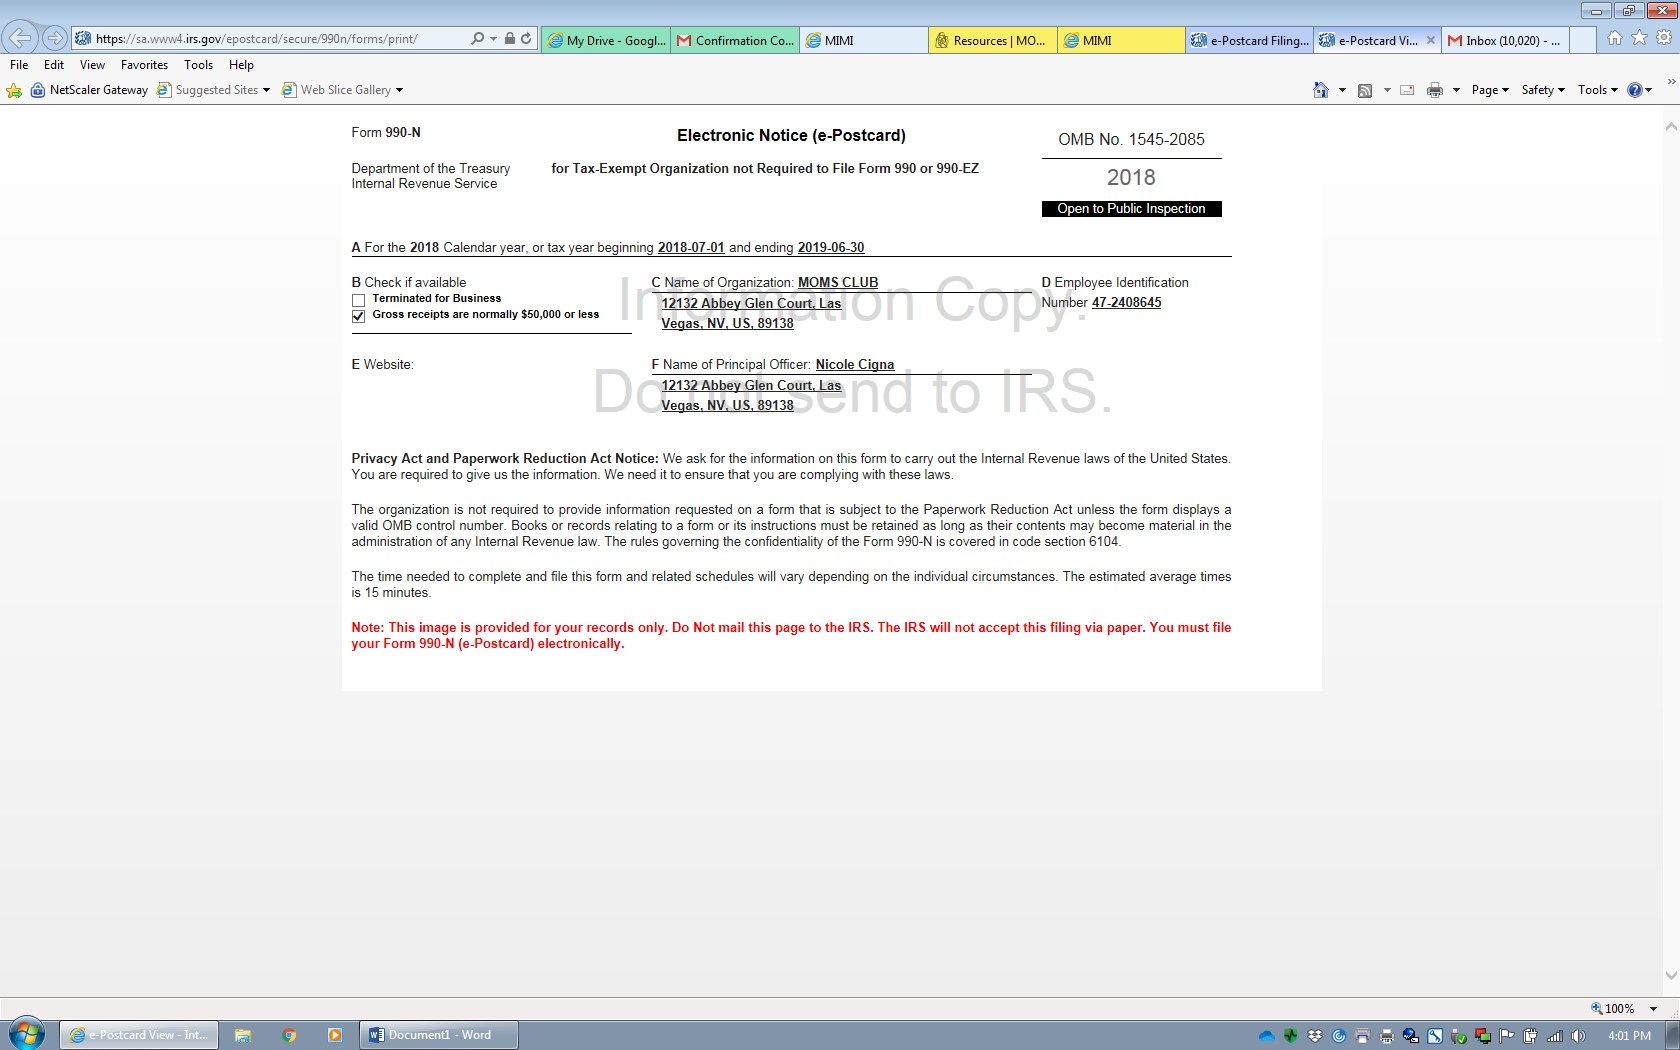 https://sa.www4.irs.gov/epostcard/secure/990n/forms/print/
My Drive - Googl...
Confirmation Co...
MIMI
Resources | MO...
MIMI
e-Postcard Filing...
e-Postcard Vi...
Inbox (10,020) - ...
File Edit View Favorites Tools Help
NetScaler Gateway Suggested Sites Web Slice Gallery
Page Safety Tools
Form 990-N
Electronic Notice (e-Postcard)
OMB No. 1545-2085
Department of the Treasury
Internal Revenue Service
for Tax-Exempt Organization not Required to File Form 990 or 990-EZ
2018
Open to Public Inspection
A For the 2018 Calendar year, or tax year beginning 2018-07-01 and ending 2019-06-30
B Check if available
Terminated for Business
Gross receipts are normally $50,000 or less
C Name of Organization: MOMS CLUB
12132 Abbey Glen Court, Las
Vegas, NV, US, 89138
D Employee Identification
Number 47-2408645
Information Copy.
E Website:
F Name of Principal Officer: Nicole Cigna
12132 Abbey Glen Court, Las
Vegas, NV, US, 89138
Do not send to IRS.
Privacy Act and Paperwork Reduction Act Notice: We ask for the information on this form to carry out the Internal Revenue laws of the United States.
You are required to give us the information. We need it to ensure that you are complying with these laws.
The organization is not required to provide information requested on a form that is subject to the Paperwork Reduction Act unless the form displays a
valid OMB control number. Books or records relating to a form or its instructions must be retained as long as their contents may become material in the
administration of any Internal Revenue law. The rules governing the confidentiality of the Form 990-N is covered in code section 6104.
The time needed to complete and file this form and related schedules will vary depending on the individual circumstances. The estimated average times
is 15 minutes.
Note: This image is provided for your records only. Do Not mail this page to the IRS. The IRS will not accept this filing via paper. You must file
your Form 990-N (e-Postcard) electronically.
100%
e-Postcard View - Int...
Document1 - Word
4:01 PM